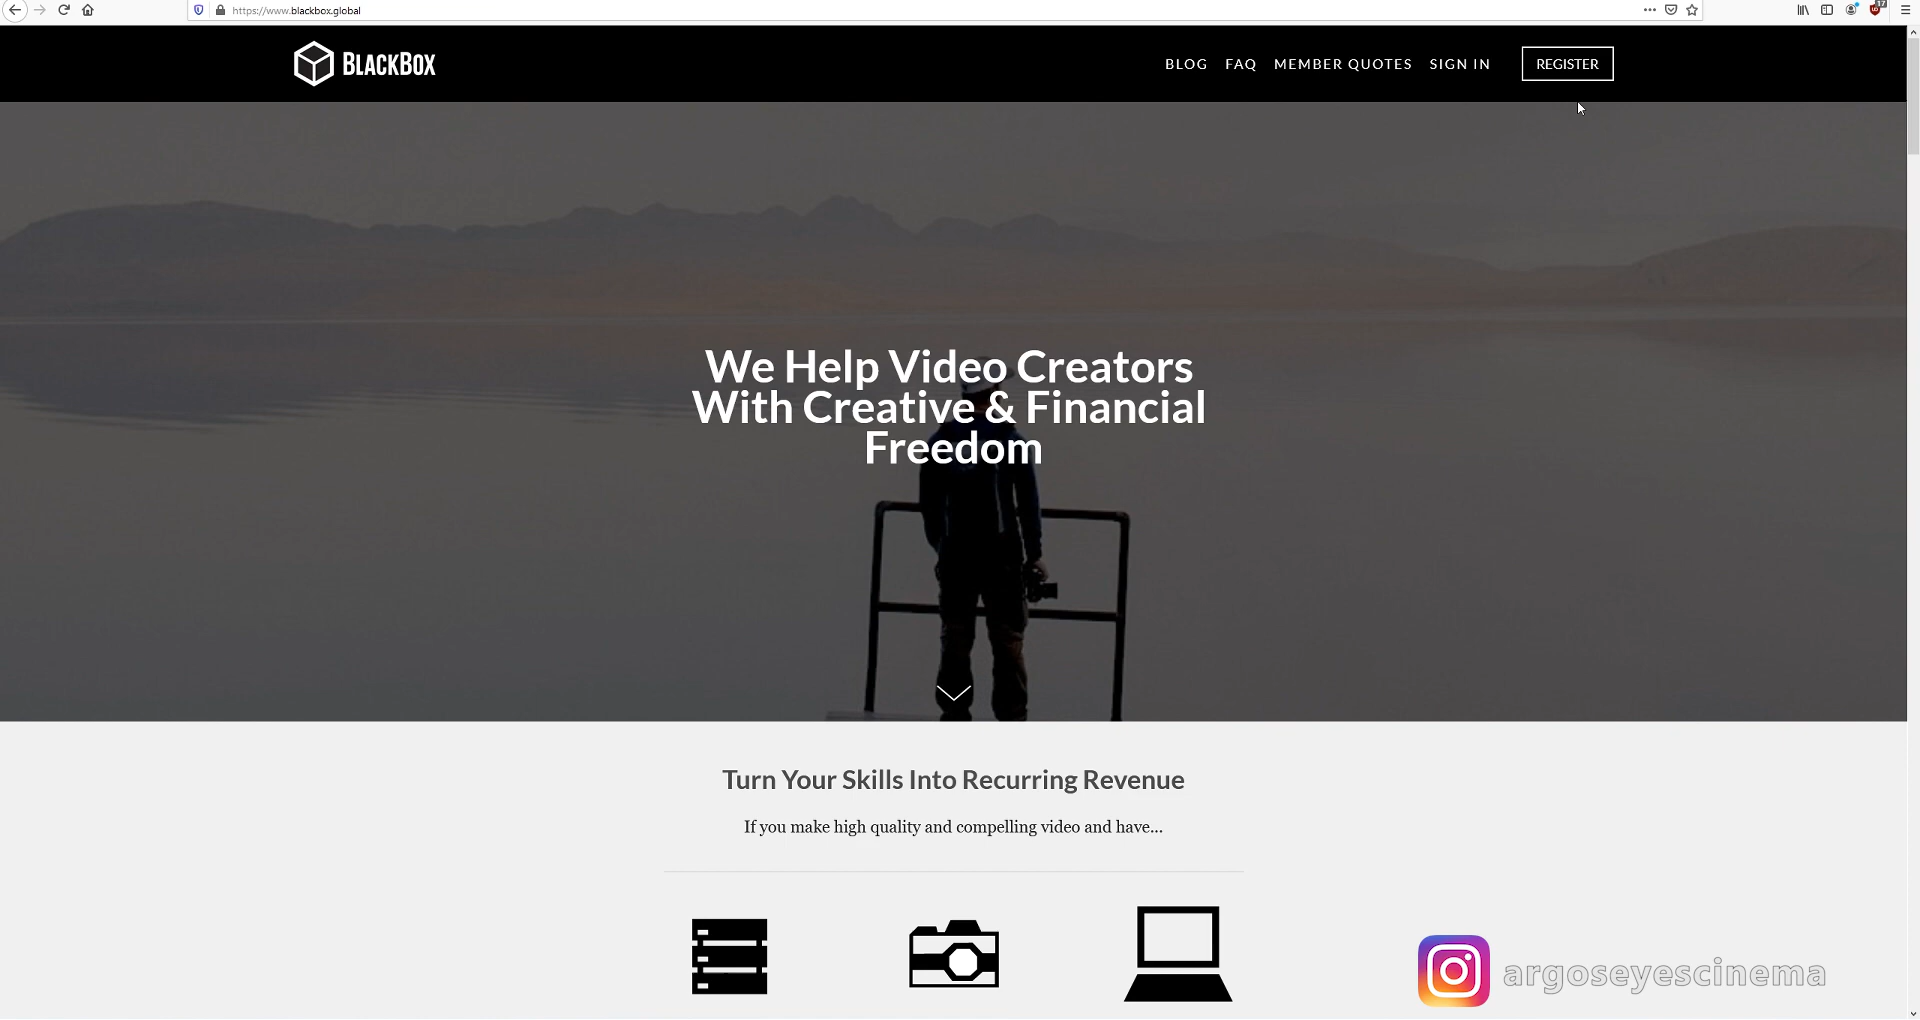 https://www.blackbox.global
17
BLACKBOX
BLOG FAQ MEMBER QUOTES SIGN IN REGISTER
We Help Video Creators
With Creative & Financial
Freedom
Turn Your Skills Into Recurring Revenue
If you make high quality and compelling video and have...
argoseyescinema